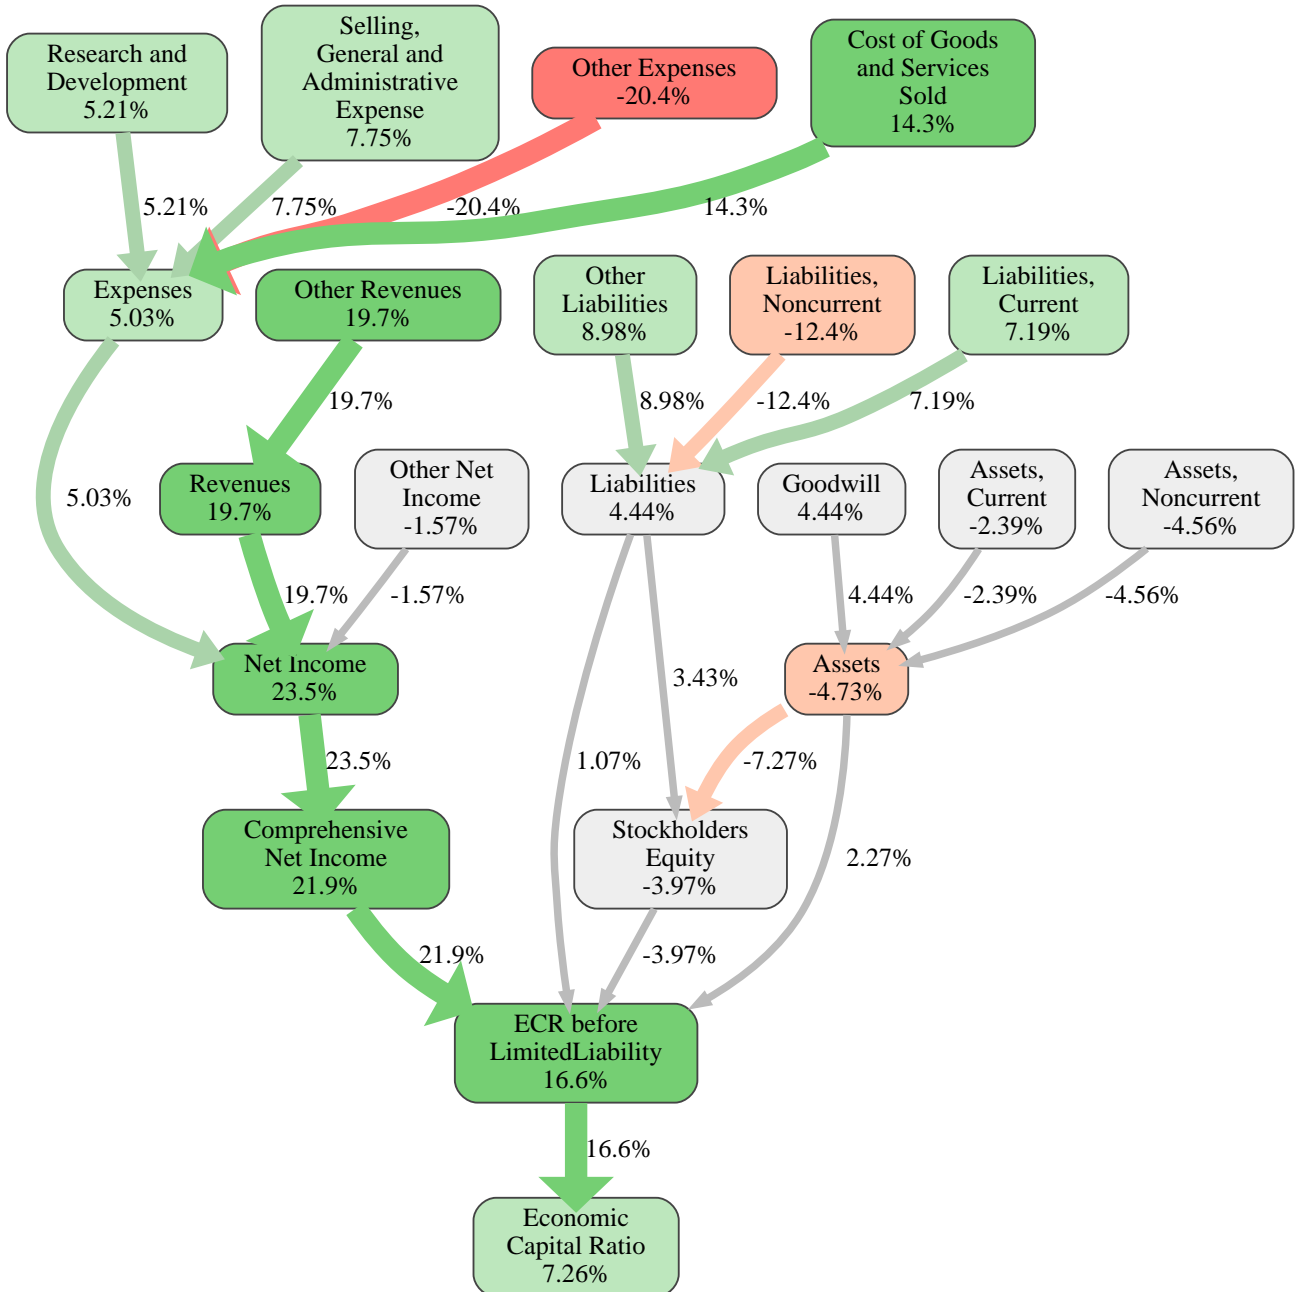 Research and
Development
5.21%
Selling,
General and
Administrative
Expense
7.75%
Other Expenses
-20.4%
Cost of Goods
and Services
Sold
14.3%
5.21%
7.75%
-20.4%
14.3%
Expenses
5.03%
Other Revenues
19.7%
Other
Liabilities
8.98%
Liabilities,
Noncurrent
-12.4%
Liabilities,
Current
7.19%
19.7%
8.98%
-12.4%
7.19%
5.03%
Revenues
19.7%
Other Net
Income
-1.57%
Liabilities
4.44%
Goodwill
4.44%
Assets,
Current
-2.39%
Assets,
Noncurrent
-4.56%
19.7%
-1.57%
4.44%
-2.39%
-4.56%
Net Income
23.5%
3.43%
Assets
-4.73%
23.5%
1.07%
-7.27%
Comprehensive
Net Income
21.9%
Stockholders
Equity
-3.97%
2.27%
21.9%
-3.97%
ECR before
LimitedLiability
16.6%
16.6%
Economic
Capital Ratio
7.26%